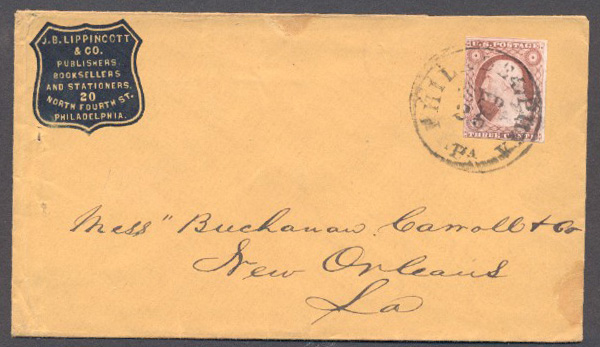 J.B. LIPPINCOTT
& CO.
PUBLISHERS
BOOKSELLERS
AND STATIONERS,
20
NORTH FOURTH ST.
PHILADELPHIA.
U.S. POSTAGE
THREE CENTS
PA
Mess" Buchanan Carroll & Co
New Orleans
La